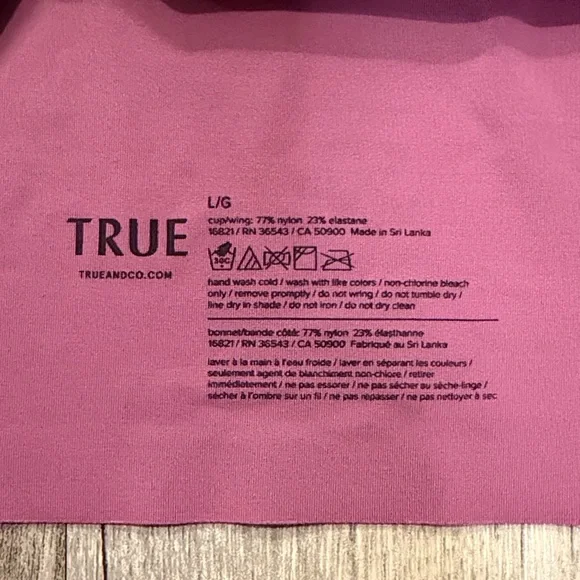 TRUE
TRUEANDCO.COM
L/G
cup/wing: 77% nylon 23% elastane
16821 / RN 36543 / CA 50900 Made in Sri Lanka
30C
hand wash cold / wash with like colors / non-chlorine bleach
only / remove promptly / do not wring / do not tumble dry /
line dry in shade / do not iron / do not dry clean
bonnet/bande côté: 77% nylon 23% élasthanne
16821 / RN 36543 / CA 50900 Fabriqué au Sri Lanka
laver à la main à l'eau froide / laver en séparant les couleurs /
seulement agent de blanchiment non-chlore / retirer
immédiatement / ne pas essorer / ne pas sécher au sèche-linge /
sécher à l'ombre sur un fil / ne pas repasser / ne pas nettoyer à sec